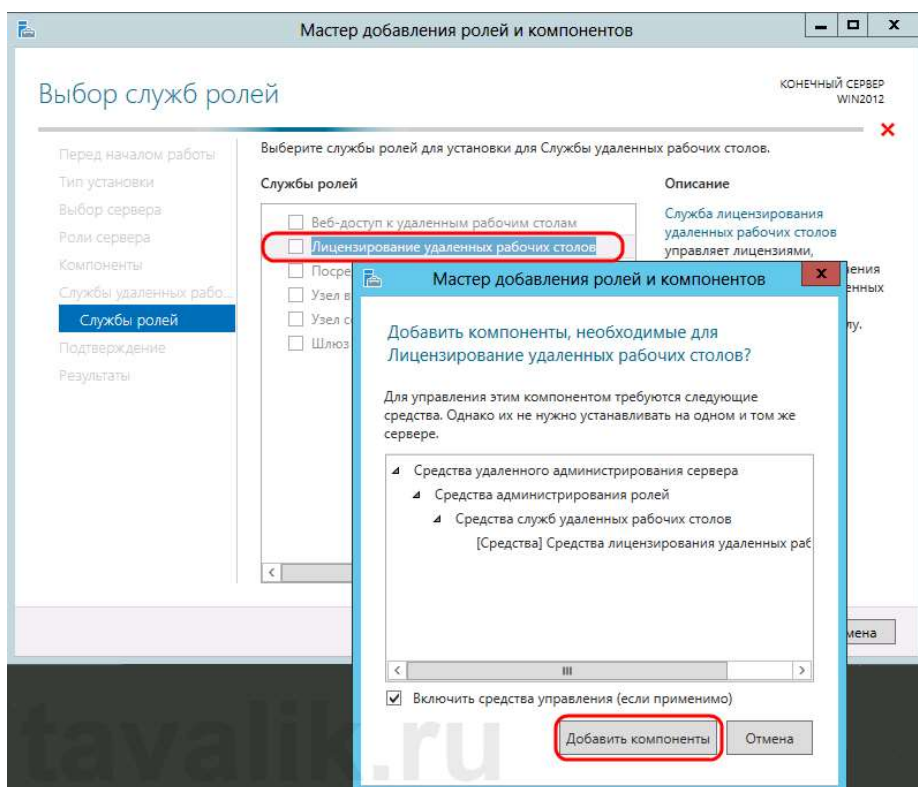 Мастер добавления ролей и компонентов
Выбор служб ролей
КОНЕЧНЫЙ СЕРВЕР
WIN2012
Перед началом работы
Тип установки
Выбор сервера
Роли сервера
Компоненты
Службы удаленных рабо...
Службы ролей
Подтверждение
Результаты
Выберите службы ролей для установки для Службы удаленных рабочих столов.
Службы ролей
Веб-доступ к удаленным рабочим столам
Лицензирование удаленных рабочих столов
Посре
Узел в
Узел с
Шлюз
Описание
Служба лицензирования
удаленных рабочих столов
управляет лицензиями,
Мастер добавления ролей и компонентов
Добавить компоненты, необходимые для
Лицензирование удаленных рабочих столов?
Для управления этим компонентом требуются следующие
средства. Однако их не нужно устанавливать на одном и том же
сервере.
Средства удаленного администрирования сервера
Средства администрирования ролей
Средства служб удаленных рабочих столов
[Средства] Средства лицензирования удаленных раб
Включить средства управления (если применимо)
Добавить компоненты
Отмена
tavalik.ru